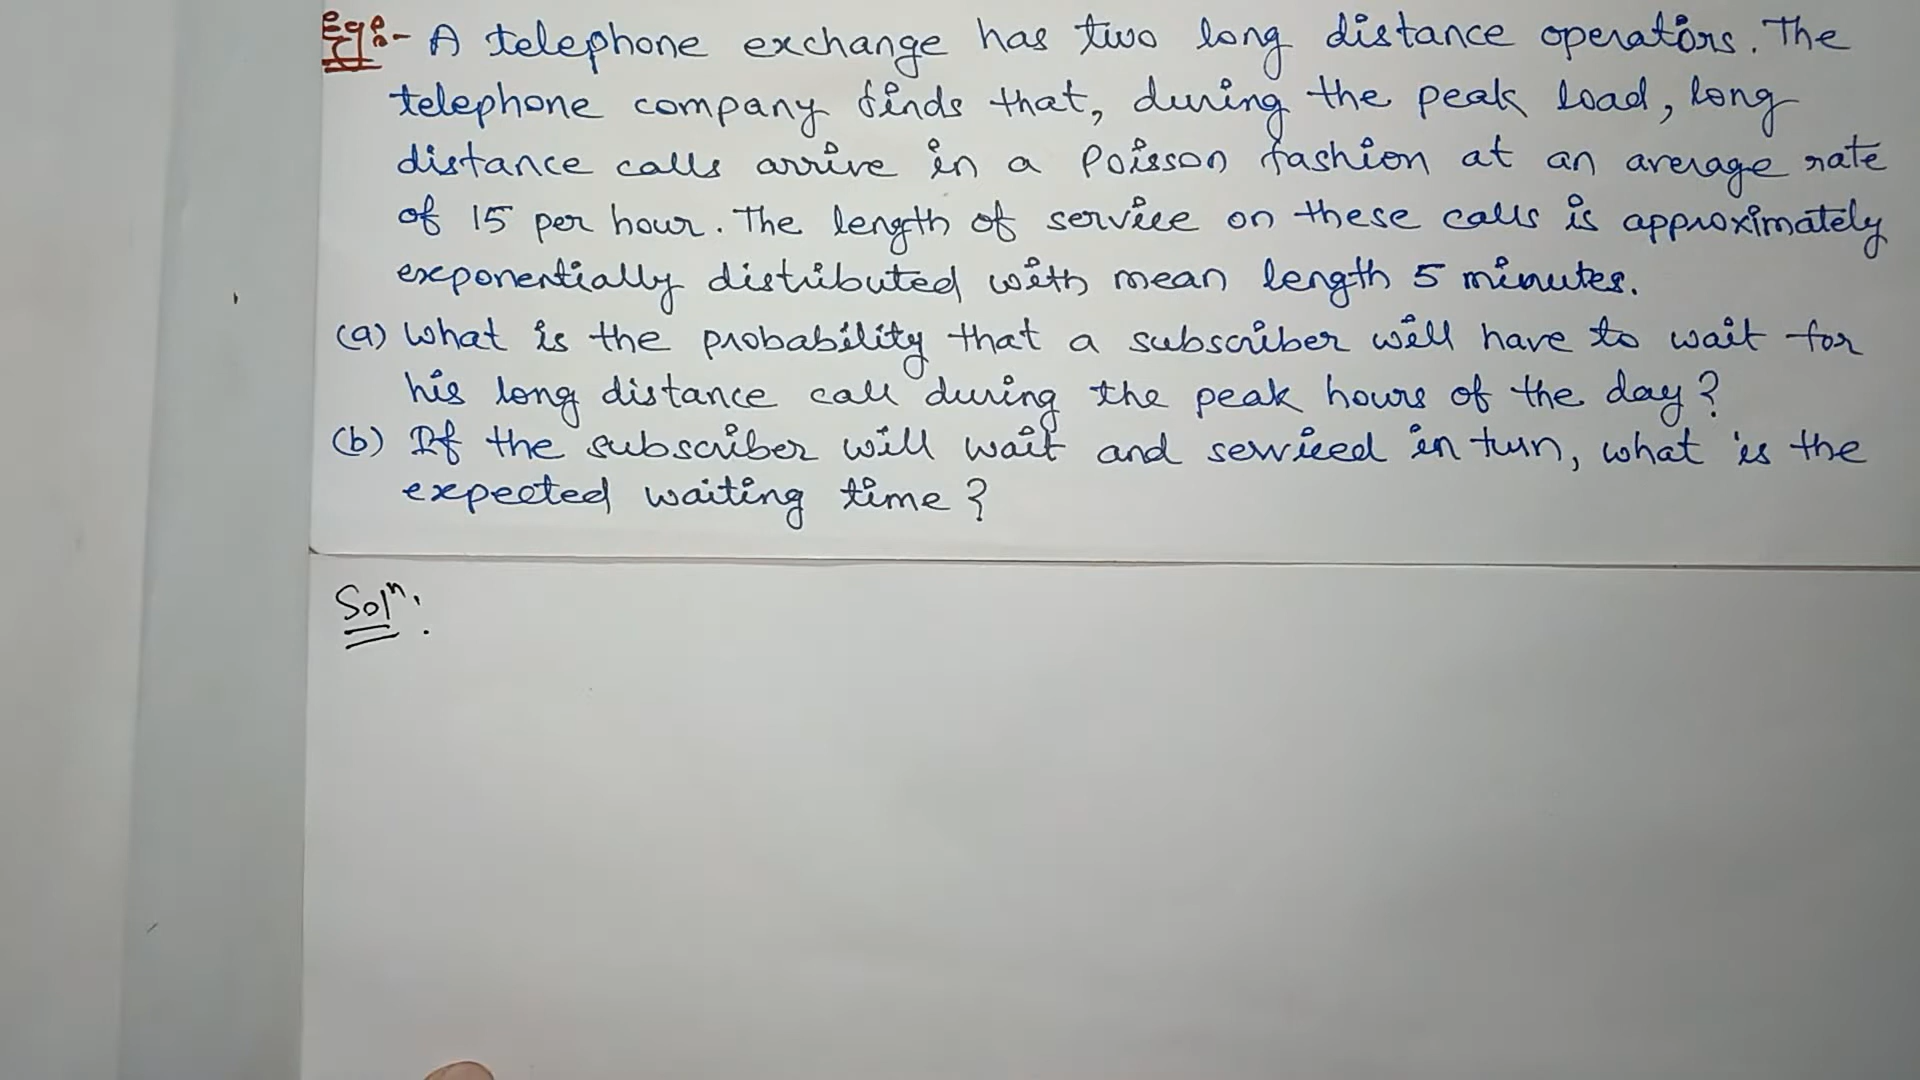 Eg:- A telephone exchange has two long distance operators. The
telephone company finds that, during the peak load, long
distance calls arrive in a Poisson fashion at an average rate
of 15 per hour. The length of service on these calls is approximately
exponentially distributed with mean length 5 minutes.
(a) What is the probability that a subscriber will have to wait for
his long distance call during the peak hours of the day?
(b) If the subscriber will wait and serviced in turn, what is the
expected waiting time?
Solⁿ: